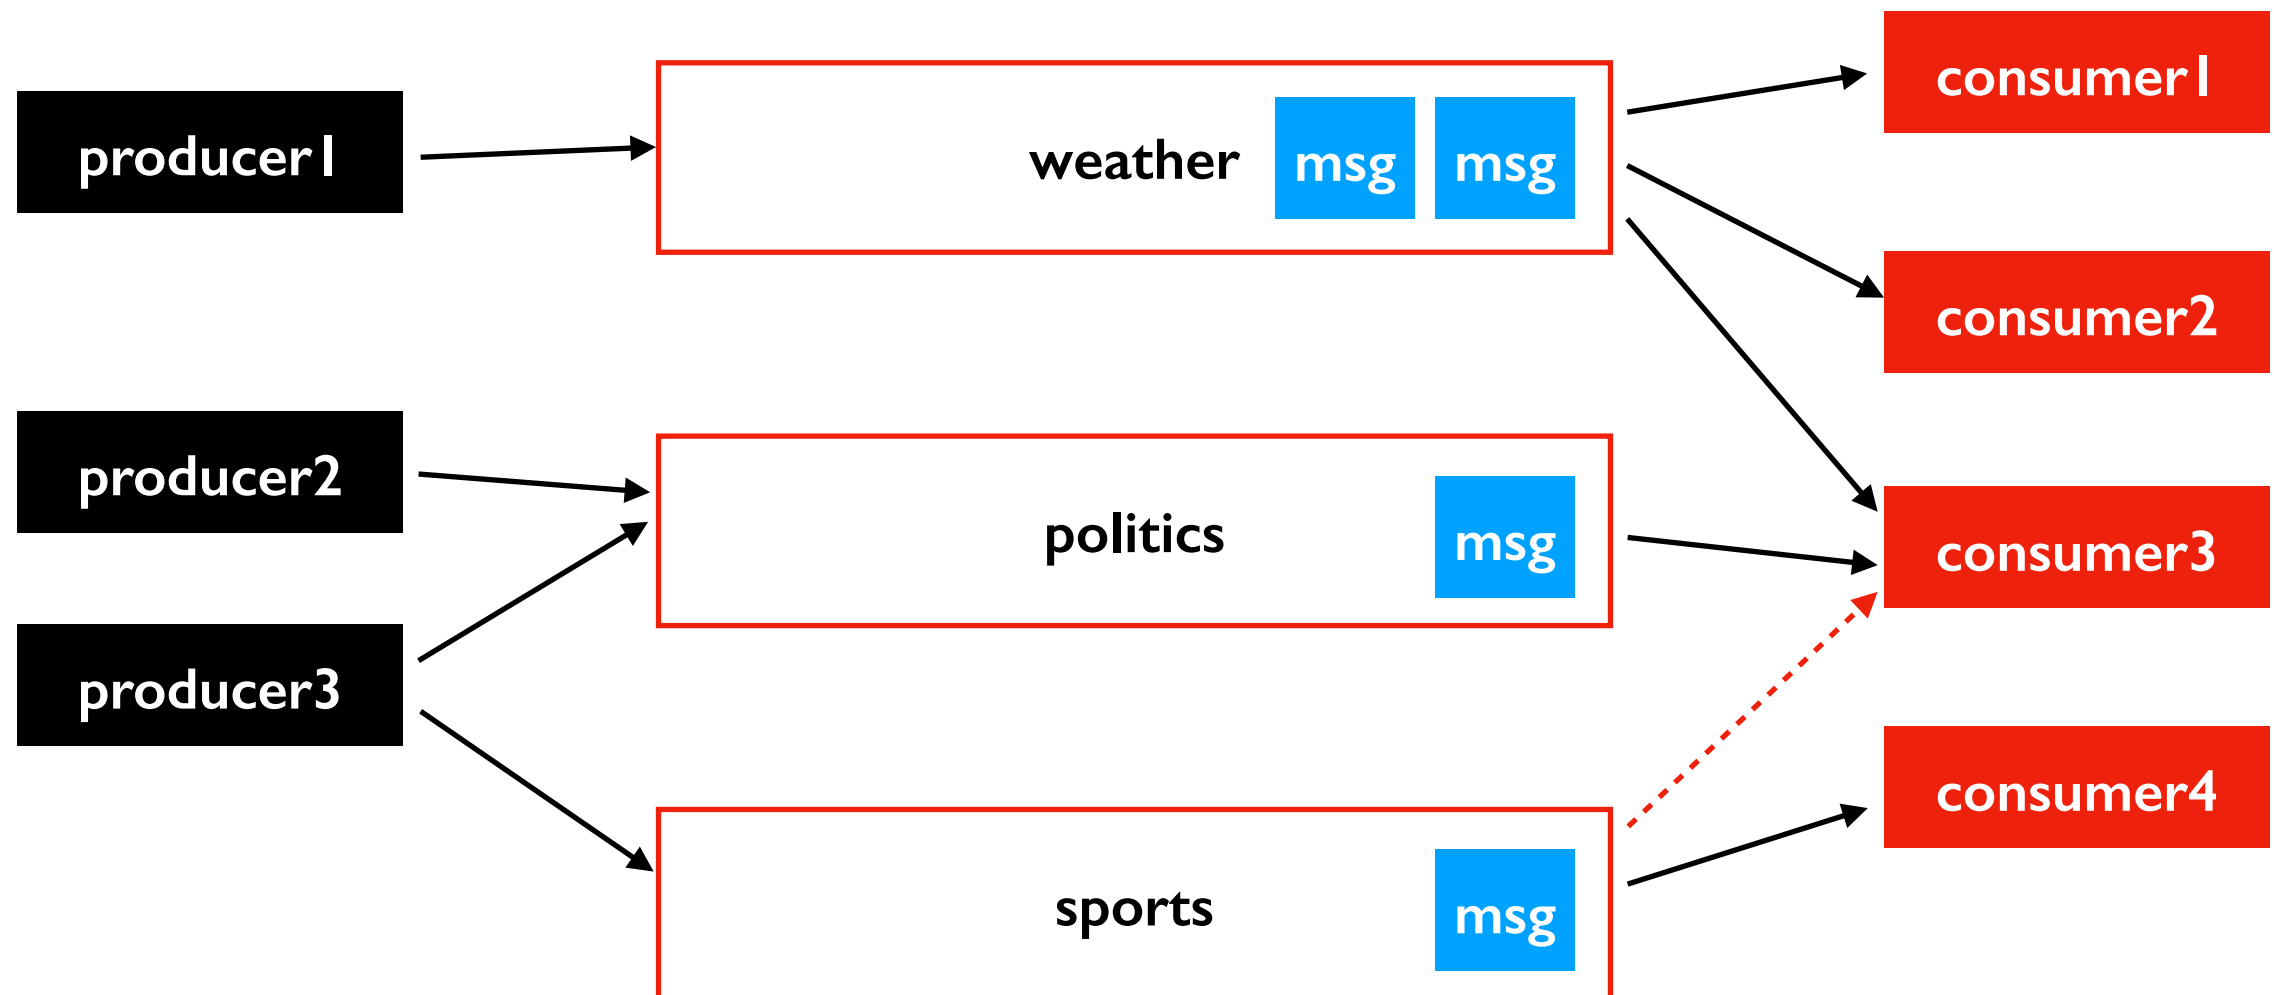 producer1
producer2
producer3
weather
msg
msg
politics
msg
sports
msg
consumer1
consumer2
consumer3
consumer4